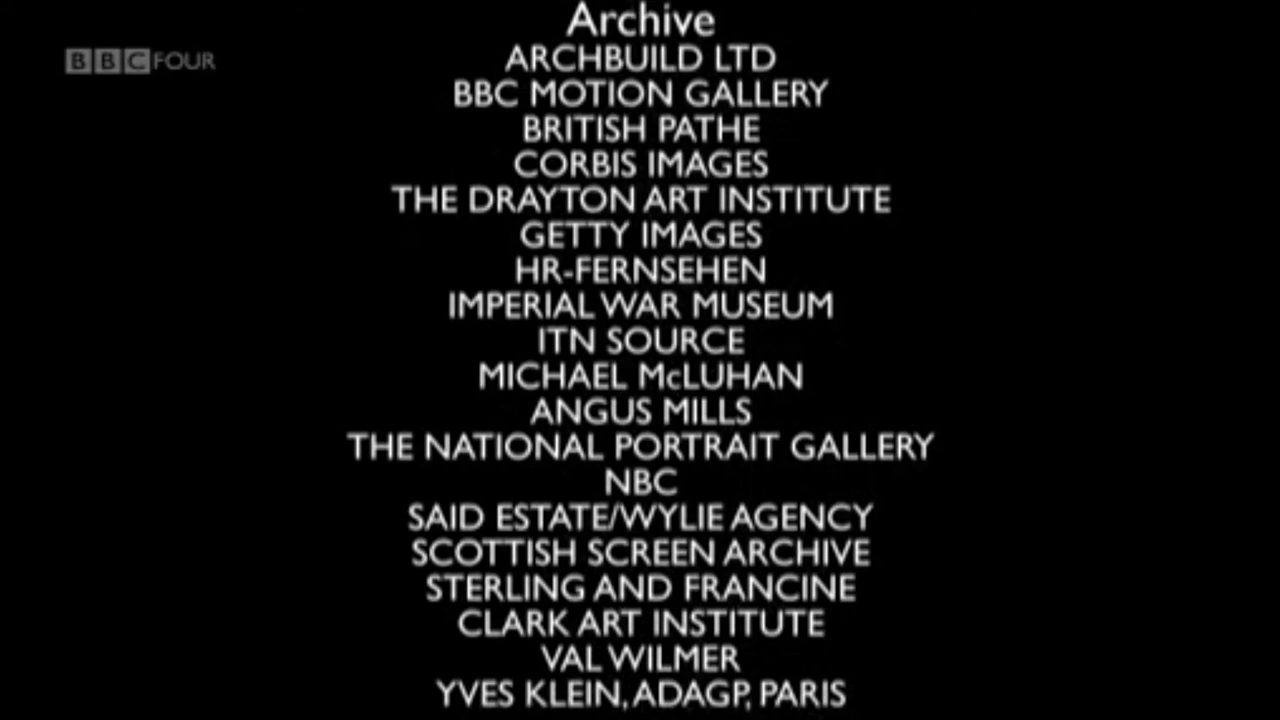 Archive
BBC FOUR
ARCHBUILD LTD
BBC MOTION GALLERY
BRITISH PATHE
CORBIS IMAGES
THE DRAYTON ART INSTITUTE
GETTY IMAGES
HR-FERNSEHEN
IMPERIAL WAR MUSEUM
ITN SOURCE
MICHAEL McLUHAN
ANGUS MILLS
THE NATIONAL PORTRAIT GALLERY
NBC
SAID ESTATE/WYLIE AGENCY
SCOTTISH SCREEN ARCHIVE
STERLING AND FRANCINE
CLARK ART INSTITUTE
VAL WILMER
YVES KLEIN, ADAGP, PARIS